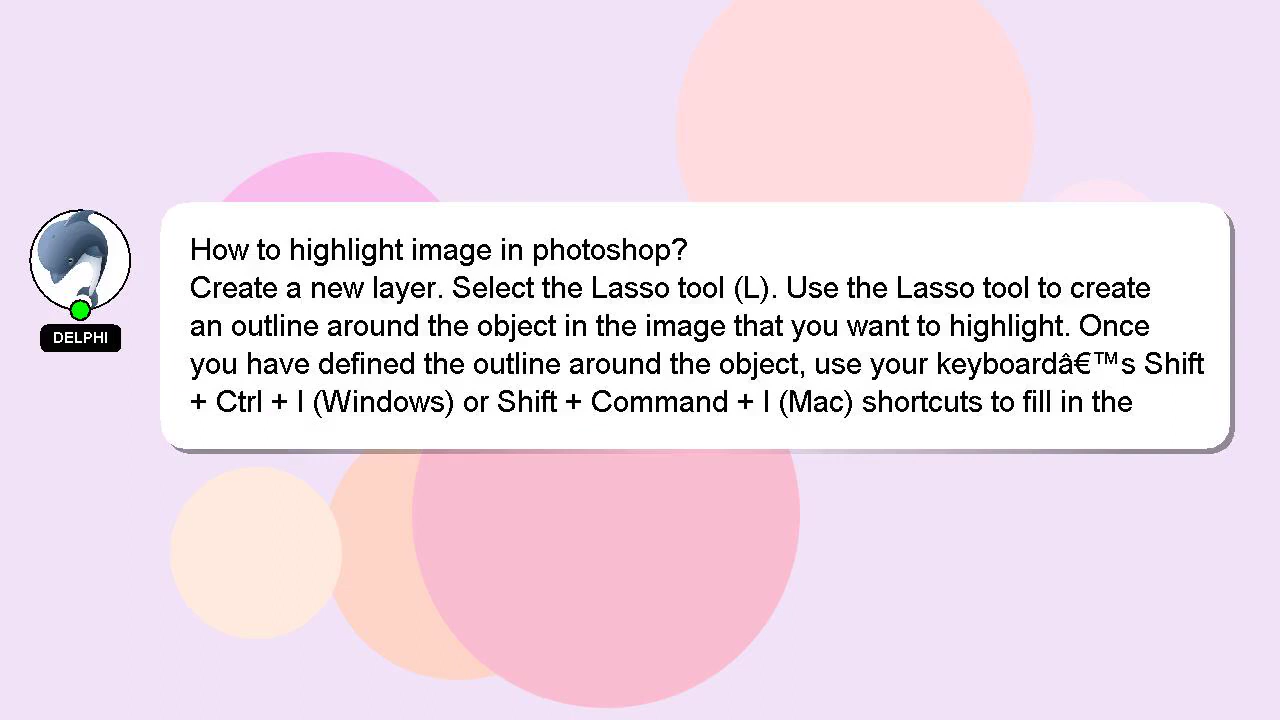 How to highlight image in photoshop?
Create a new layer. Select the Lasso tool (L). Use the Lasso tool to create
an outline around the object in the image that you want to highlight. Once
you have defined the outline around the object, use your keyboardâ€™s Shift
+ Ctrl + I (Windows) or Shift + Command + I (Mac) shortcuts to fill in the
DELPHI